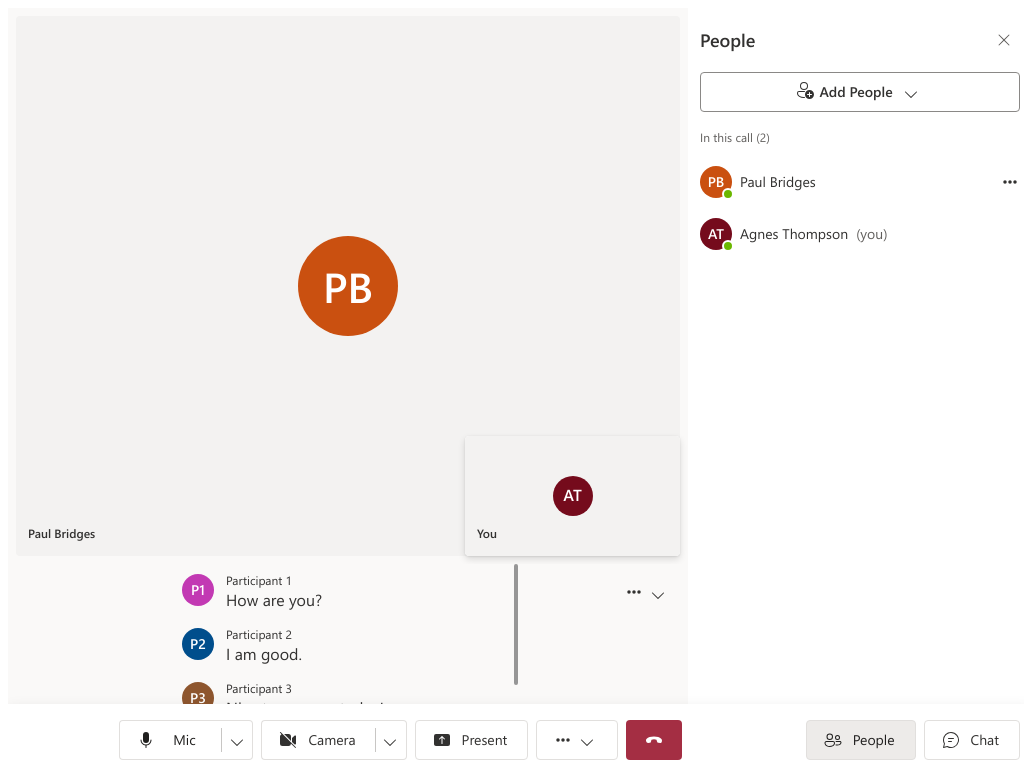 PB
AT
Paul Bridges
You
P1
Participant 1
How are you?
P2
Participant 2
I am good.
P3
Participant 3
Mic
Camera
Present
People
Chat
People
Add People
In this call (2)
PB
Paul Bridges
AT
Agnes Thompson (you)